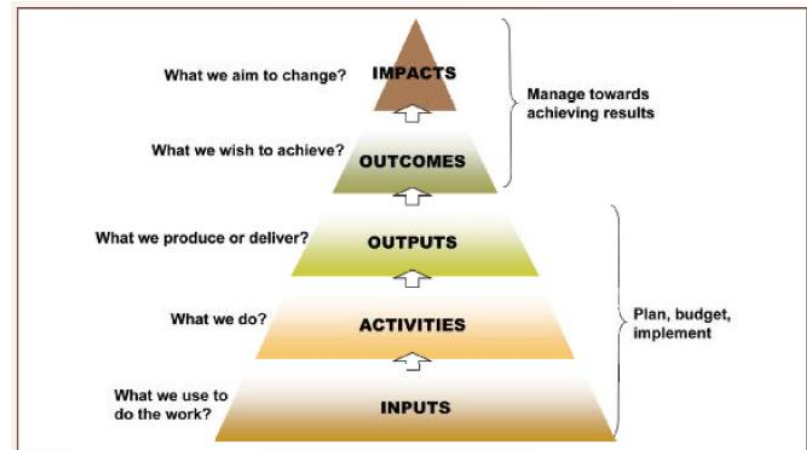 What we aim to change?
IMPACTS
Manage towards
achieving results
What we wish to achieve?
OUTCOMES
What we produce or deliver?
OUTPUTS
What we do?
ACTIVITIES
Plan, budget,
implement
What we use to
do the work?
INPUTS